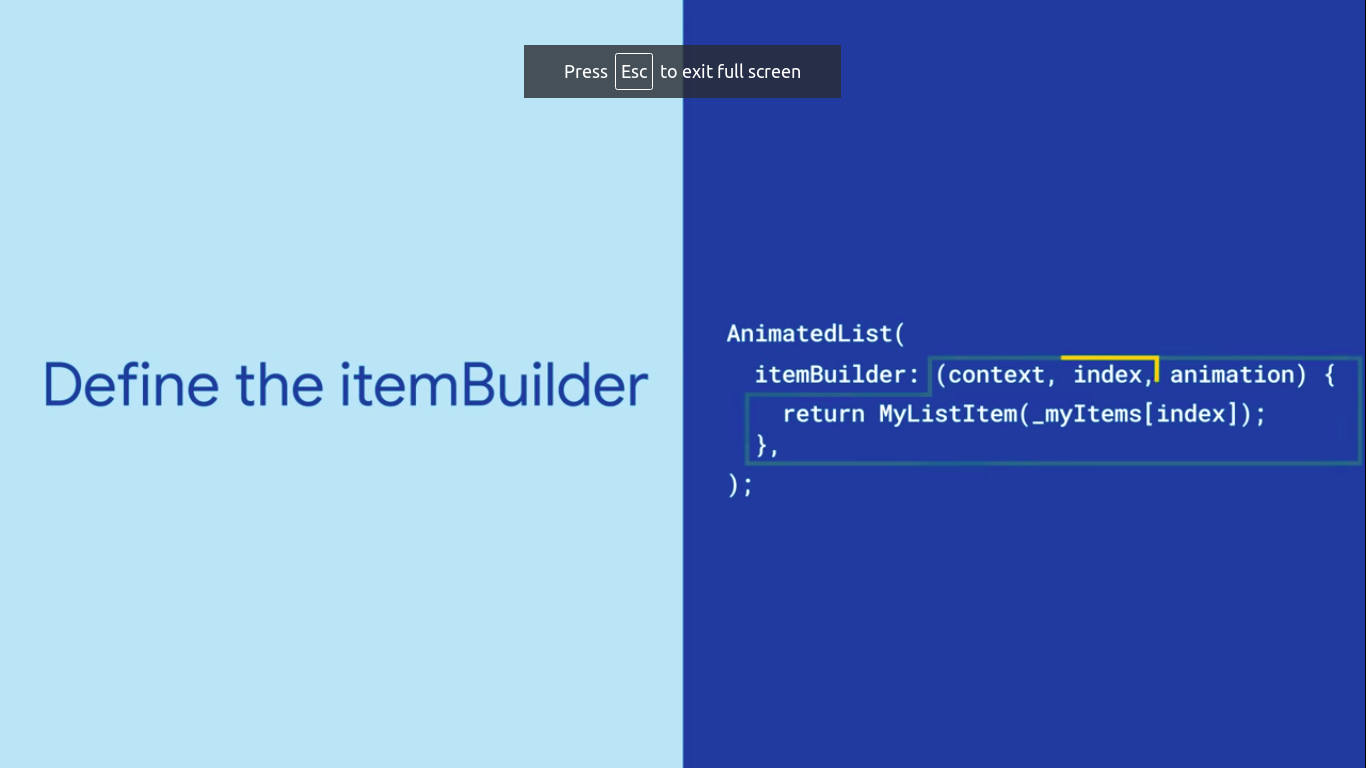 Press Esc to exit full screen
Define the itemBuilder
AnimatedList(
  itemBuilder: (context, index, animation) {
    return MyListItem(_myItems[index]);
  },
);